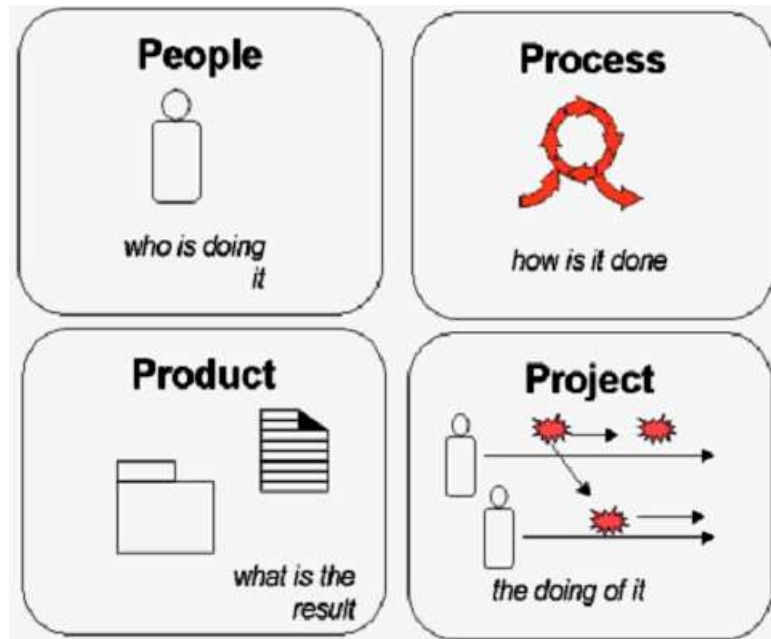 People
who is doing
it
Process
how is it done
Product
what is the
result
Project
the doing of it